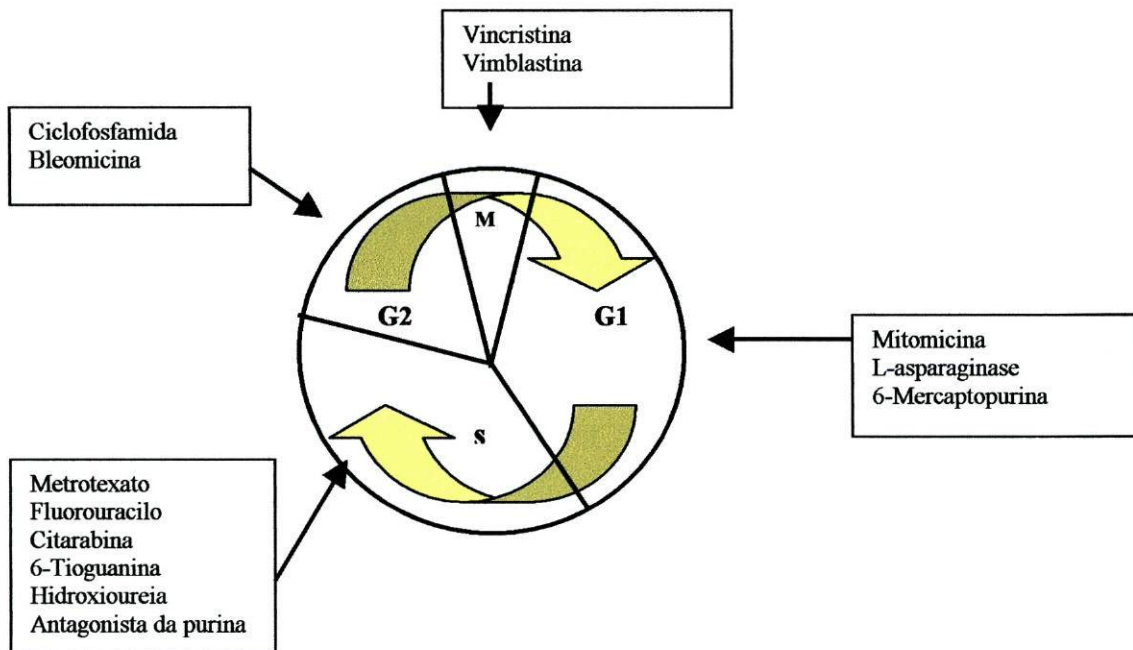 Vincristina
Vimblastina
Ciclofosfamida
Bleomicina
M
G2
G1
Mitomicina
L-asparaginase
6-Mercaptopurina
S
Metrotexato
Fluorouracilo
Citarabina
6-Tioguanina
Hidroxioureia
Antagonista da purina